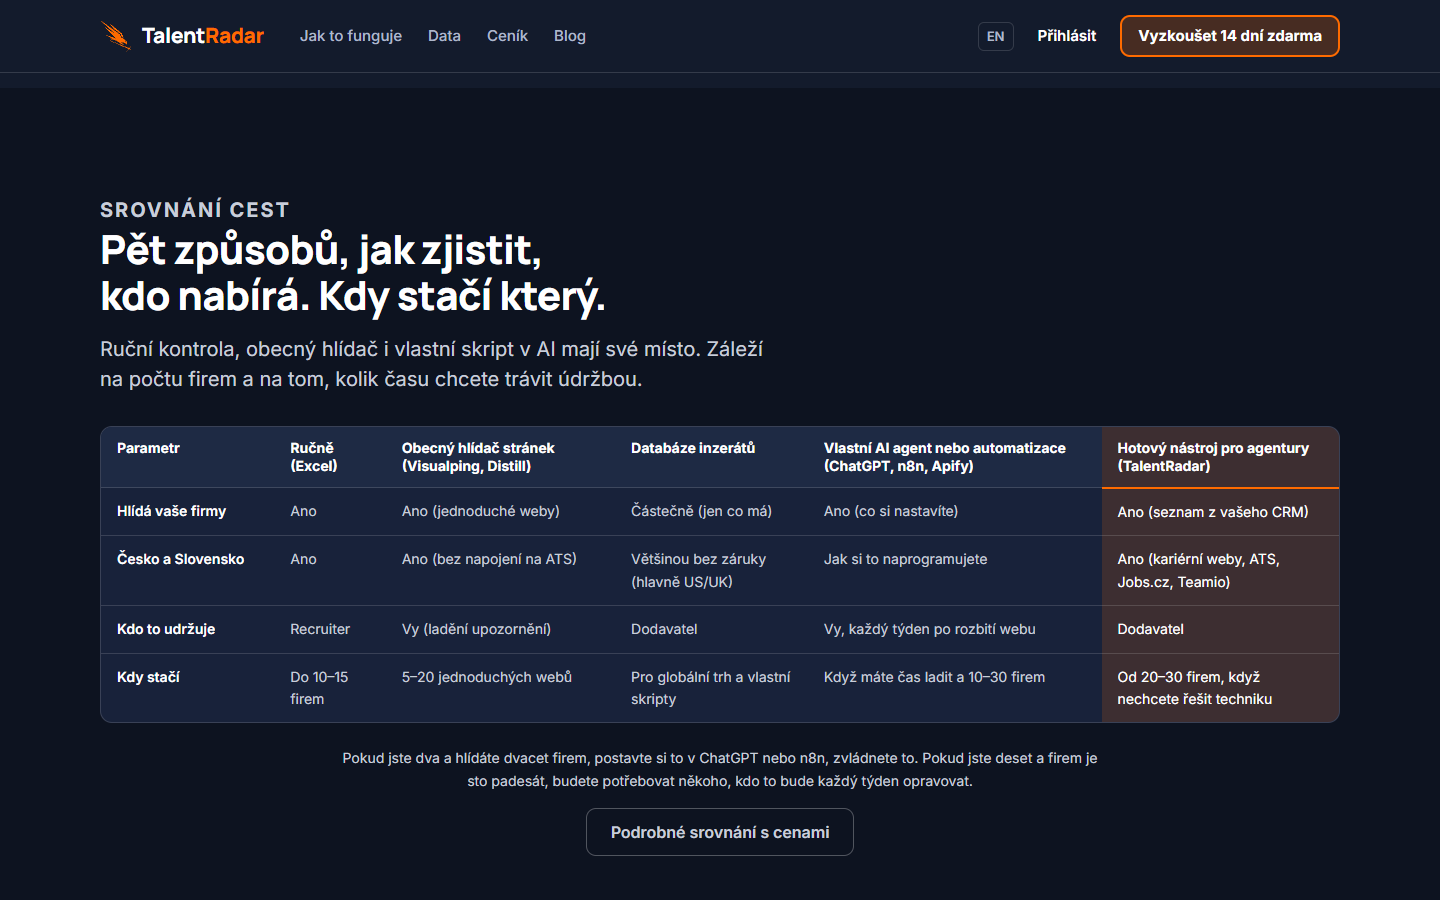 TalentRadar
Jak to funguje
Data
Ceník
Blog
EN
Přihlásit
Vyzkoušet 14 dní zdarma
SROVNÁNÍ CEST
Pět způsobů, jak zjistit,
kdo nabírá. Kdy stačí který.
Ruční kontrola, obecný hlídač i vlastní skript v AI mají své místo. Záleží
na počtu firem a na tom, kolik času chcete trávit údržbou.
Parametr
Ručně
(Excel)
Obecný hlídač stránek
(Visualping, Distill)
Databáze inzerátů
Vlastní AI agent nebo automatizace
(ChatGPT, n8n, Apify)
Hotový nástroj pro agentury
(TalentRadar)
Hlídá vaše firmy
Ano
Ano (jednoduché weby)
Částečně (jen co má)
Ano (co si nastavíte)
Ano (seznam z vašeho CRM)
Česko a Slovensko
Ano
Ano (bez napojení na ATS)
Většinou bez záruky
(hlavně US/UK)
Jak si to naprogramujete
Ano (kariérní weby, ATS,
Jobs.cz, Teamio)
Kdo to udržuje
Recruiter
Vy (ladění upozornění)
Dodavatel
Vy, každý týden po rozbití webu
Dodavatel
Kdy stačí
Do 10–15
firem
5–20 jednoduchých webů
Pro globální trh a vlastní
skripty
Když máte čas ladit a 10–30 firem
Od 20–30 firem, když
nechcete řešit techniku
Pokud jste dva a hlídáte dvacet firem, postavte si to v ChatGPT nebo n8n, zvládnete to. Pokud jste deset a firem je
sto padesát, budete potřebovat někoho, kdo to bude každý týden opravovat.
Podrobné srovnání s cenami